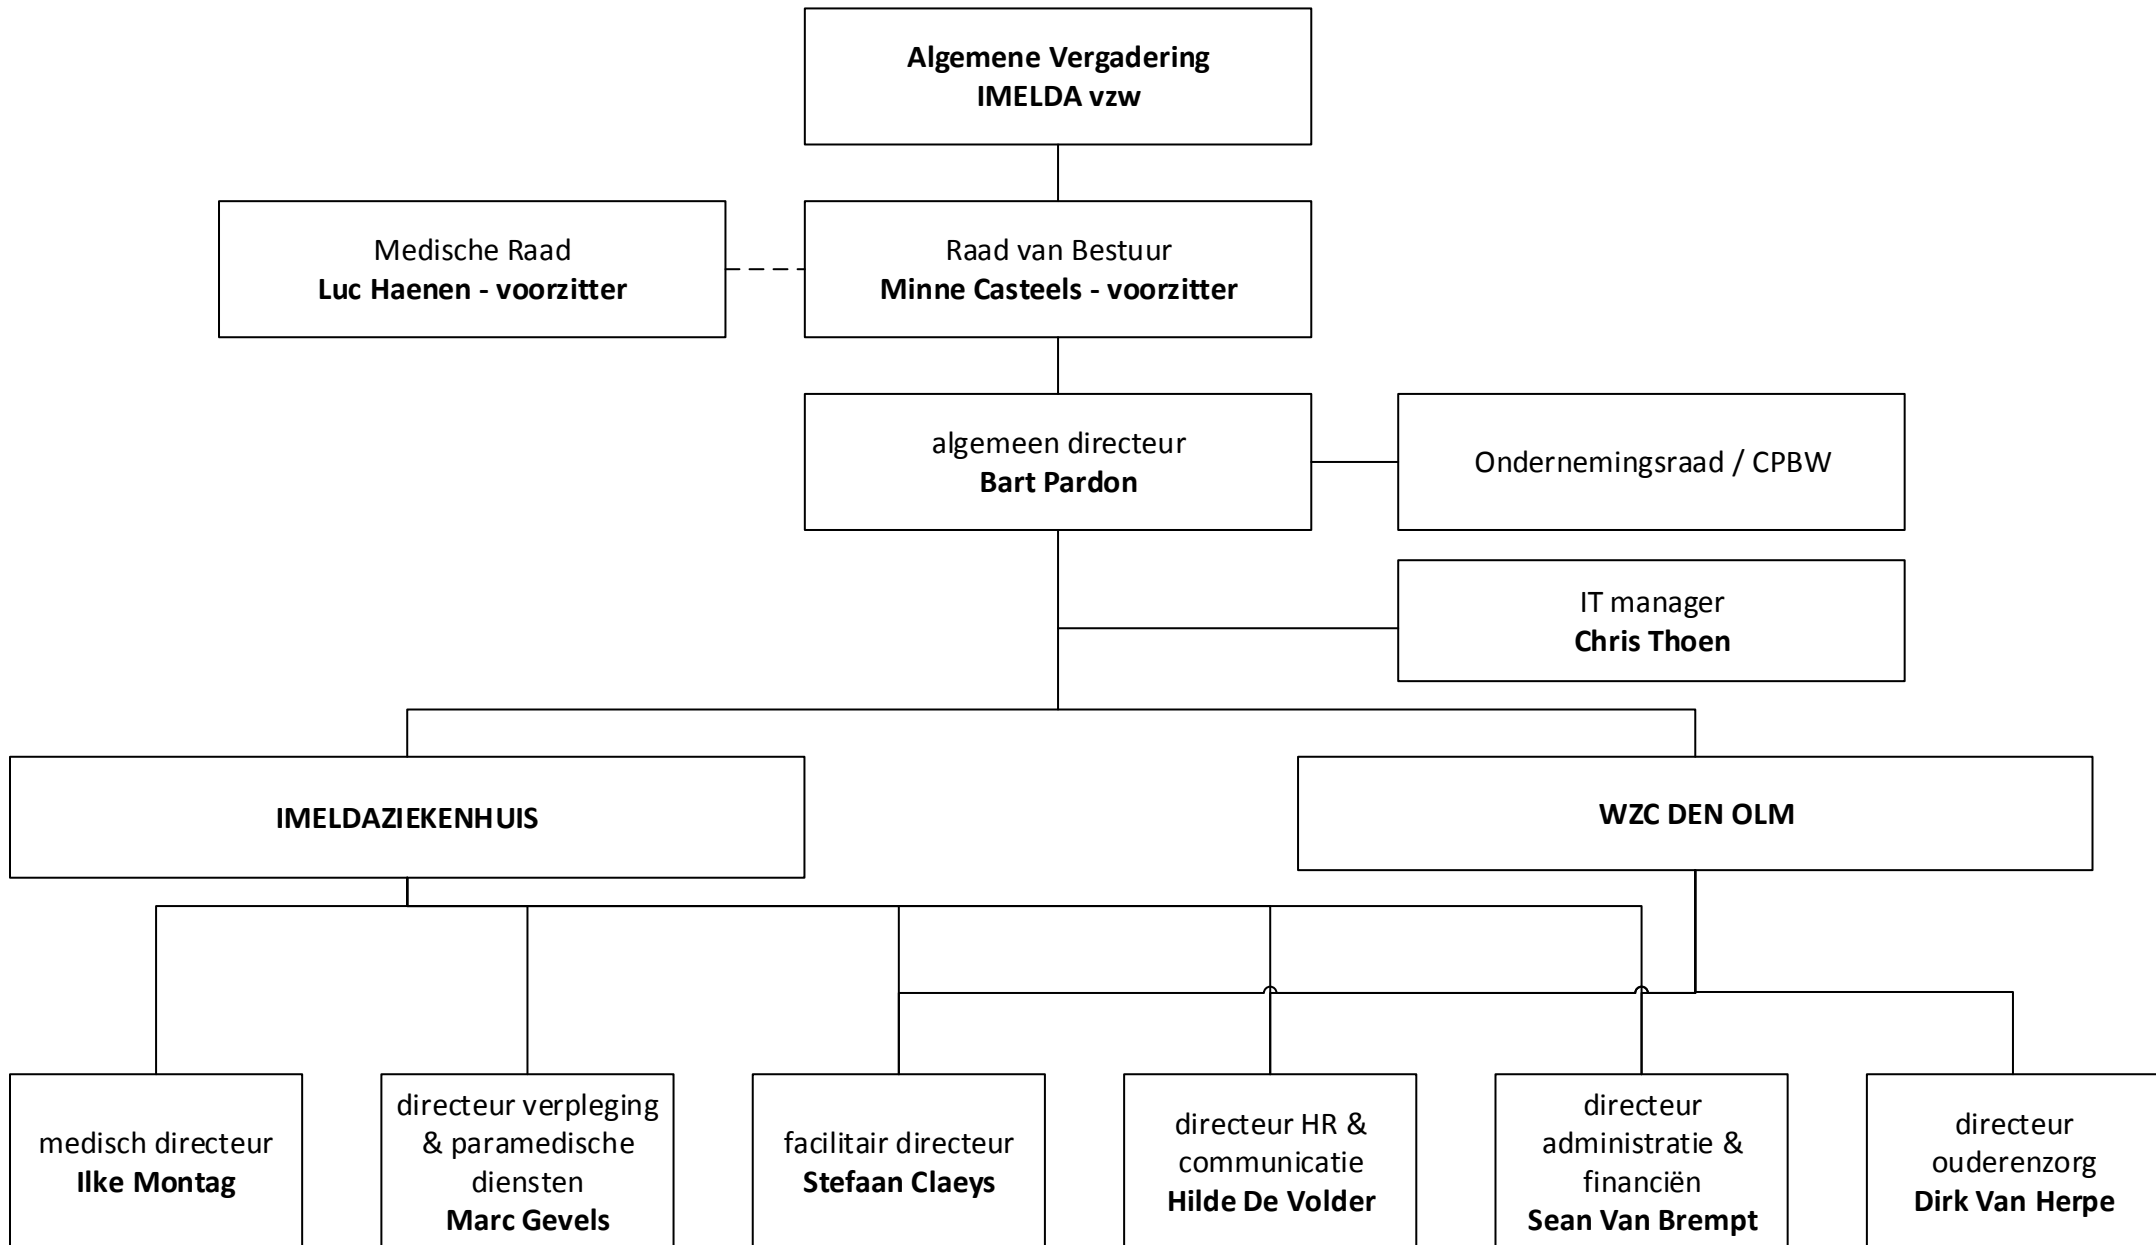 Algemene Vergadering
IMELDA vzw
Medische Raad
Luc Haenen - voorzitter
Raad van Bestuur
Minne Casteels - voorzitter
algemeen directeur
Bart Pardon
Ondernemingsraad / CPBW
IT manager
Chris Thoen
IMELDAZIEKENHUIS
WZC DEN OLM
medisch directeur
Ilke Montag
directeur verpleging
& paramedische
diensten
Marc Gevels
facilitair directeur
Stefaan Claeys
directeur HR &
communicatie
Hilde De Volder
directeur
administratie &
financiën
Sean Van Brempt
directeur
ouderenzorg
Dirk Van Herpe